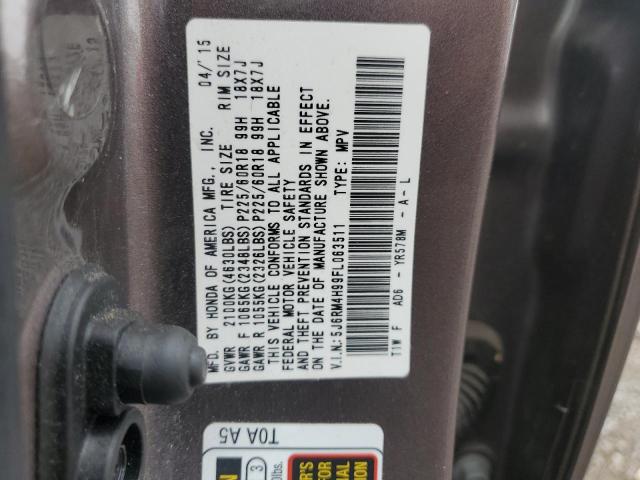 MFD. BY HONDA OF AMERICA MFG., INC. 04/'15
GVWR 2100KG(4630LBS) TIRE SIZE RIM SIZE
GAWR F 1065KG(2348LBS) P225/60R18 99H 18X7J
GAWR R 1055KG(2326LBS) P225/60R18 99H 18X7J
THIS VEHICLE CONFORMS TO ALL APPLICABLE
FEDERAL MOTOR VEHICLE SAFETY
AND THEFT PREVENTION STANDARDS IN EFFECT
ON THE DATE OF MANUFACTURE SHOWN ABOVE.
V.I.N: 5J6RM4H99FL063511 TYPE: MPV
T1W F AD6 - YR578M - A - L
T0A A5
3
lbs.